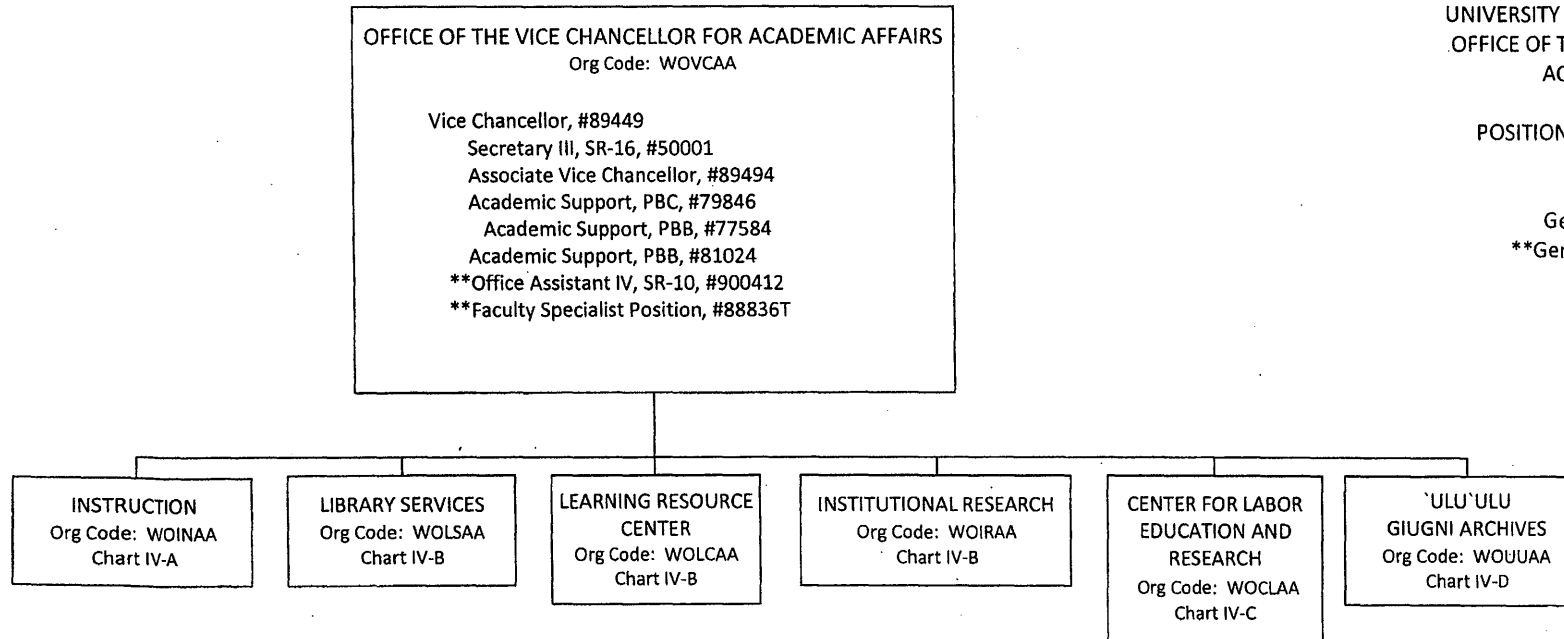 OFFICE OF THE VICE CHANCELLOR FOR ACADEMIC AFFAIRS
Org Code: WOVCAA
Vice Chancellor, #89449
Secretary III, SR-16, #50001
Associate Vice Chancellor, #89494
Academic Support, PBC, #79846
Academic Support, PBB, #77584
Academic Support, PBB, #81024
**Office Assistant IV, SR-10, #900412
**Faculty Specialist Position, #88836T
UNIVERSITY
OFFICE OF
POSITION
INSTRUCTION
Org Code: WOINAA
Chart IV-A
LIBRARY SERVICES
Org Code: WOLSAA
Chart IV-B
LEARNING RESOURCE
CENTER
Org Code: WOLCAA
Chart IV-B
INSTITUTIONAL RESEARCH
Org Code: WOIRAA
Chart IV-B
CENTER FOR LABOR
EDUCATION AND
RESEARCH
Org Code: WOCLAA
Chart IV-C
`ULU`ULU
GIUGNI ARCHIVES
Org Code: WOUUAA
Chart IV-D